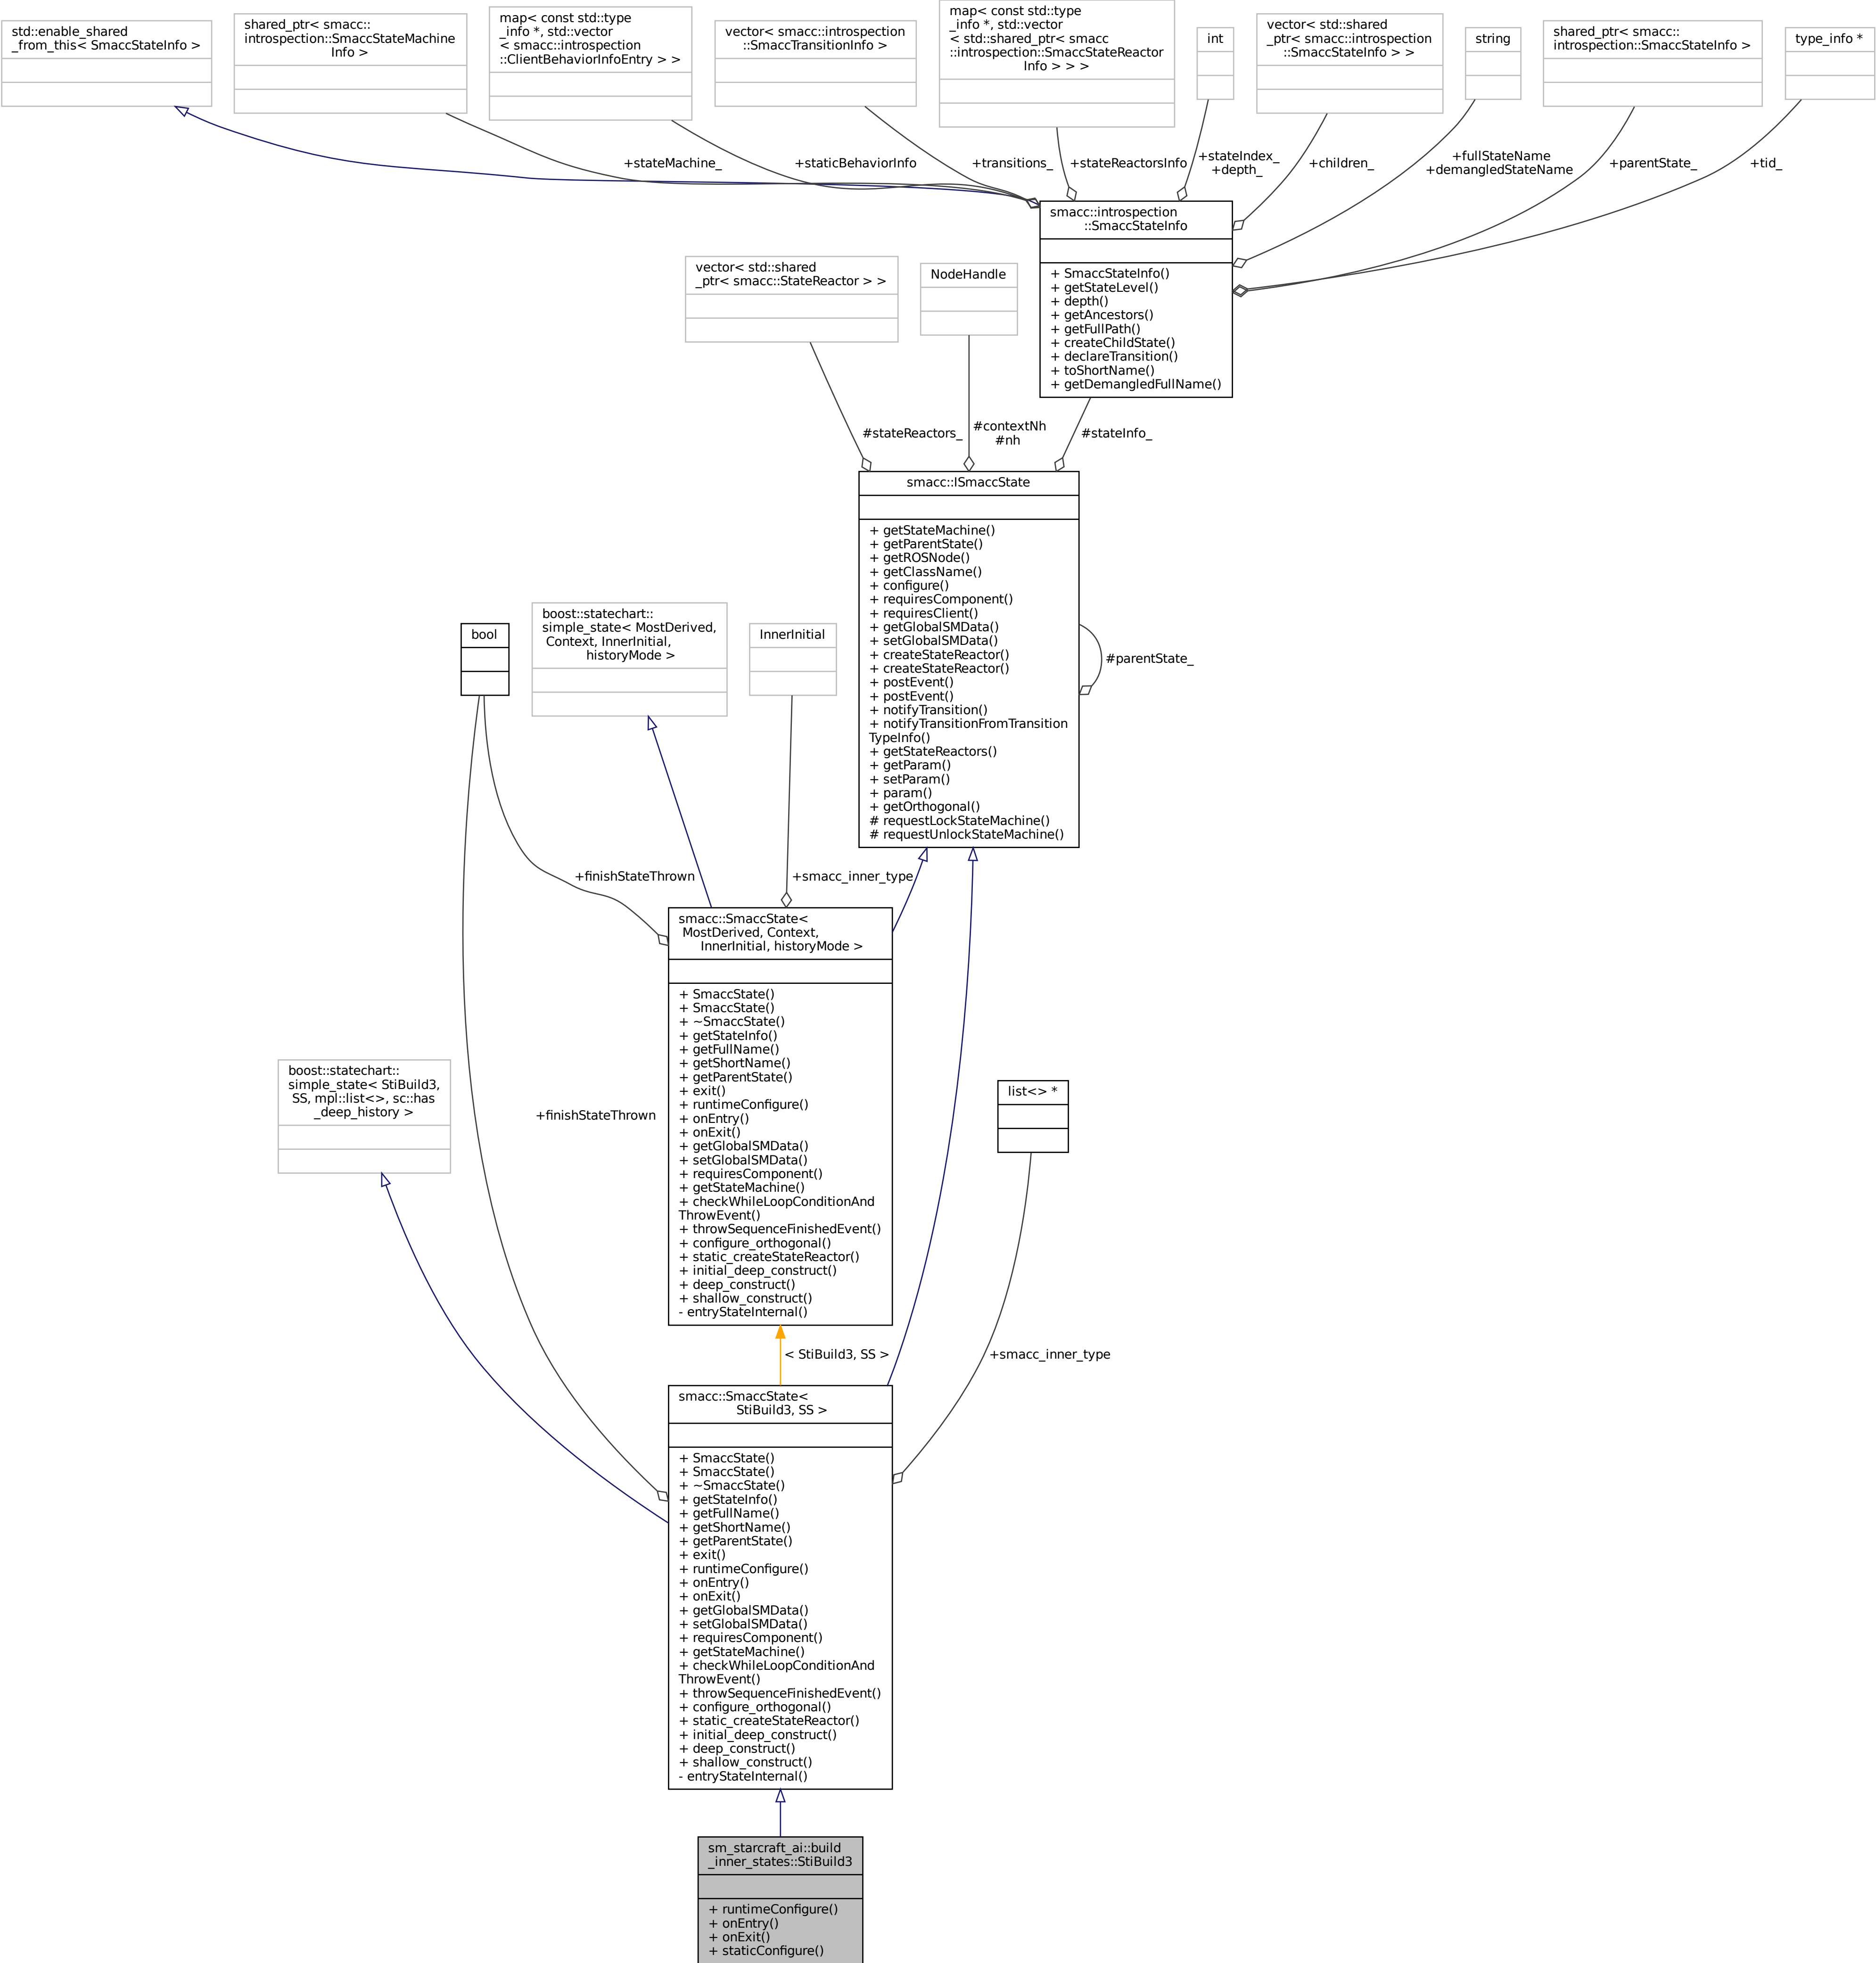 std::enable_shared
_from_this< SmaccStateInfo >
shared_ptr< smacc::
introspection::SmaccStateMachine
Info >
map< const std::type
_info *, std::vector
< smacc::introspection
::ClientBehaviorInfoEntry > >
vector< smacc::introspection
::SmaccTransitionInfo >
map< const std::type
_info *, std::vector
< std::shared_ptr< smacc
::introspection::SmaccStateReactor
Info > > >
int
vector< std::shared
_ptr< smacc::introspection
::SmaccStateInfo > >
string
shared_ptr< smacc::
introspection::SmaccStateInfo >
type_info *
+stateMachine_
+staticBehaviorInfo
+transitions_
+stateReactorsInfo
+stateIndex_
+depth_
+children_
+fullStateName
+demangledStateName
+parentState_
+tid_
smacc::introspection
::SmaccStateInfo
+ SmaccStateInfo()
+ getStateLevel()
+ depth()
+ getAncestors()
+ getFullPath()
+ createChildState()
+ declareTransition()
+ toShortName()
+ getDemangledFullName()
vector< std::shared
_ptr< smacc::StateReactor > >
NodeHandle
#stateReactors_
#contextNh
#nh
#stateInfo_
smacc::ISmaccState
+ getStateMachine()
+ getParentState()
+ getROSNode()
+ getClassName()
+ configure()
+ requiresComponent()
+ requiresClient()
+ getGlobalSMData()
+ setGlobalSMData()
+ createStateReactor()
+ createStateReactor()
+ postEvent()
+ postEvent()
+ notifyTransition()
+ notifyTransitionFromTransition
TypeInfo()
+ getStateReactors()
+ getParam()
+ setParam()
+ param()
+ getOrthogonal()
# requestLockStateMachine()
# requestUnlockStateMachine()
#parentState_
bool
boost::statechart::
simple_state< MostDerived,
Context, InnerInitial,
historyMode >
InnerInitial
+finishStateThrown
+smacc_inner_type
smacc::SmaccState<
MostDerived, Context,
InnerInitial, historyMode >
+ SmaccState()
+ SmaccState()
+ ~SmaccState()
+ getStateInfo()
+ getFullName()
+ getShortName()
+ getParentState()
+ exit()
+ runtimeConfigure()
+ onEntry()
+ onExit()
+ getGlobalSMData()
+ setGlobalSMData()
+ requiresComponent()
+ getStateMachine()
+ checkWhileLoopConditionAnd
ThrowEvent()
+ throwSequenceFinishedEvent()
+ configure_orthogonal()
+ static_createStateReactor()
+ initial_deep_construct()
+ deep_construct()
+ shallow_construct()
- entryStateInternal()
boost::statechart::
simple_state< StiBuild3,
SS, mpl::list<>, sc::has
_deep_history >
+finishStateThrown
list<> *
< StiBuild3, SS >
+smacc_inner_type
smacc::SmaccState<
StiBuild3, SS >
+ SmaccState()
+ SmaccState()
+ ~SmaccState()
+ getStateInfo()
+ getFullName()
+ getShortName()
+ getParentState()
+ exit()
+ runtimeConfigure()
+ onEntry()
+ onExit()
+ getGlobalSMData()
+ setGlobalSMData()
+ requiresComponent()
+ getStateMachine()
+ checkWhileLoopConditionAnd
ThrowEvent()
+ throwSequenceFinishedEvent()
+ configure_orthogonal()
+ static_createStateReactor()
+ initial_deep_construct()
+ deep_construct()
+ shallow_construct()
- entryStateInternal()
sm_starcraft_ai::build
_inner_states::StiBuild3
+ runtimeConfigure()
+ onEntry()
+ onExit()
+ staticConfigure()